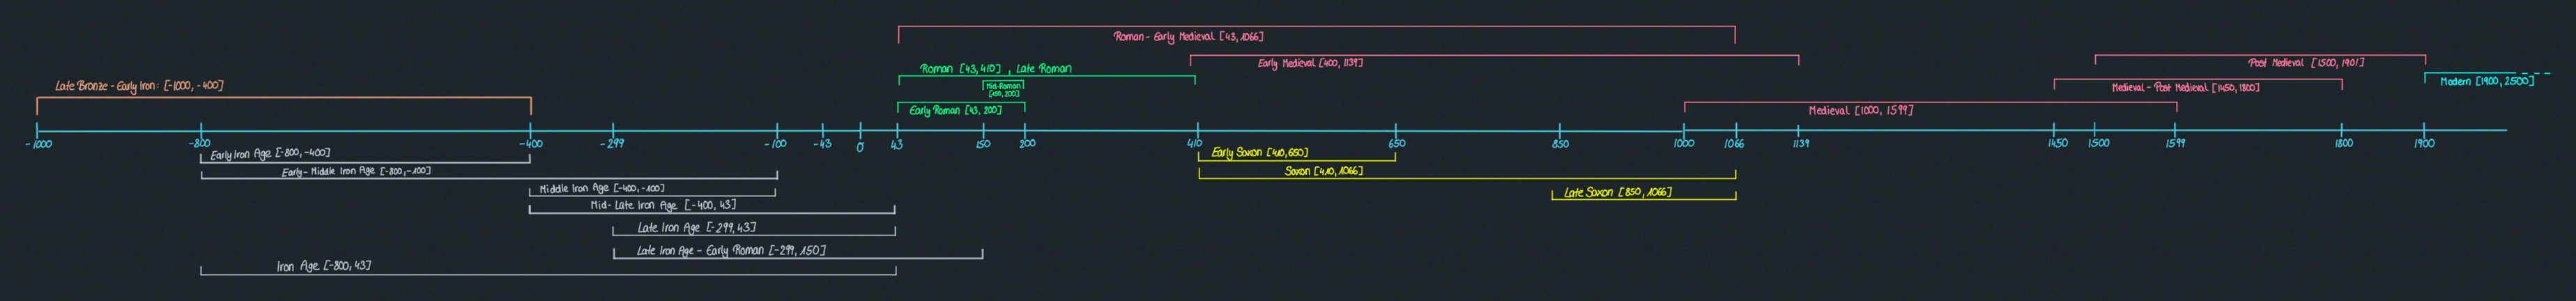 Roman - Early Medieval [43, 1066]
Early Medieval [400, 1139]
Post Medieval [1500, 1901]
Roman [43, 410] , Late Roman
Modern [1900, 2500]
Late Bronze - Early Iron: [-1000, -400]
Mid-Roman
[150, 200]
Medieval - Post Medieval [1450, 1800]
Early Roman [43, 200]
Medieval [1000, 1599]
-1000 -800 -400 -299 -100 -43 0 43 150 200 410 650 850 1000 1066 1139 1450 1500 1599 1800 1900
Early Iron Age [-800, -400]
Early Saxon [410, 650]
Early-Middle Iron Age [-800, -100]
Saxon [410, 1066]
Middle Iron Age [-400, -100]
Late Saxon [850, 1066]
Mid-Late Iron Age [-400, 43]
Late Iron Age [-299, 43]
Late Iron Age - Early Roman [-299, 150]
Iron Age [-800, 43]